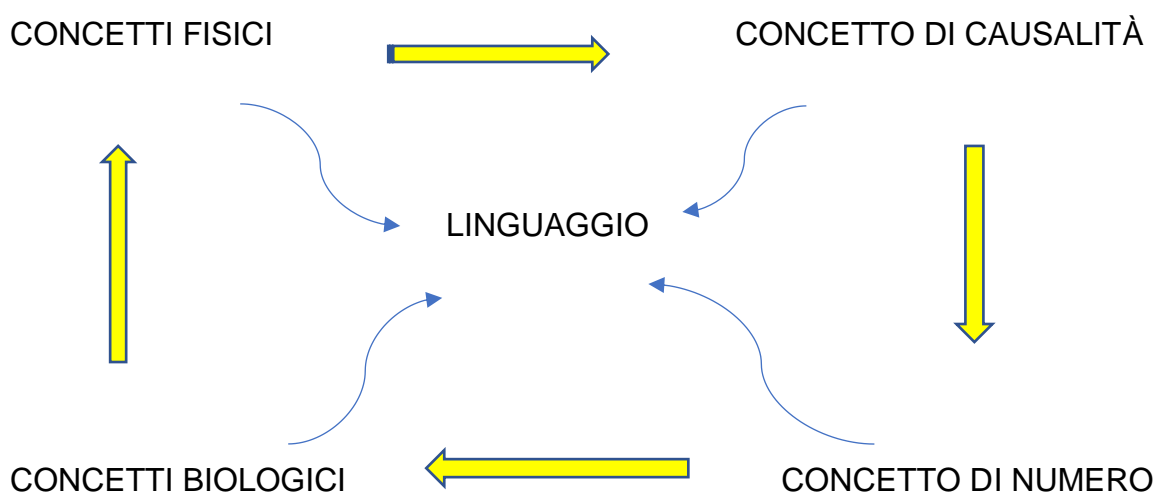 CONCETTI FISICI
CONCETTO DI CAUSALITÀ
LINGUAGGIO
CONCETTI BIOLOGICI
CONCETTO DI NUMERO